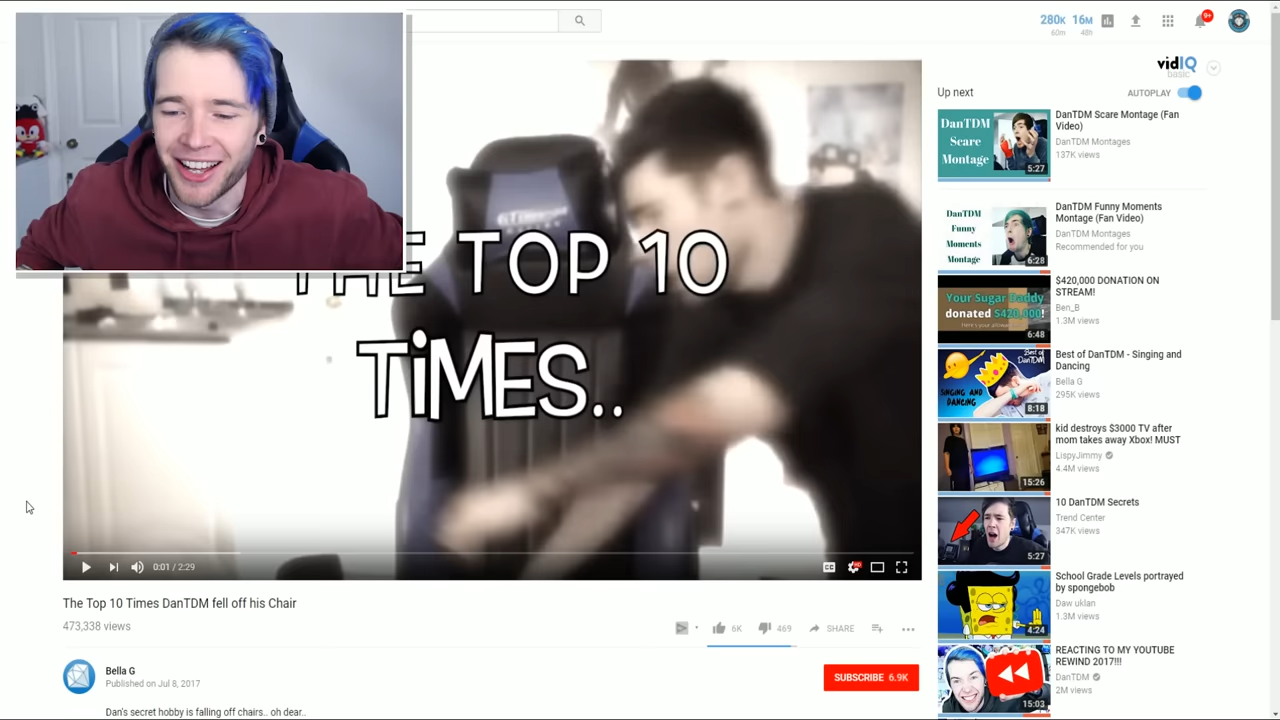 280K 16M
60m 48h
9+
THE TOP 10
TiMES..
0:01 / 2:29
CC
HD
The Top 10 Times DanTDM fell off his Chair
473,338 views
6K
469
SHARE
Bella G
Published on Jul 8, 2017
SUBSCRIBE 6.9K
Dan's secret hobby is falling off chairs.. oh dear..
vidIQ
basic
Up next
AUTOPLAY
DanTDM
Scare
Montage
5:27
DanTDM Scare Montage (Fan
Video)
DanTDM Montages
137K views
DanTDM
Funny
Moments
Montage
6:28
DanTDM Funny Moments
Montage (Fan Video)
DanTDM Montages
Recommended for you
Your Sugar Daddy
donated $420,000!
6:48
$420,000 DONATION ON
STREAM!
Ben_B
1.3M views
Best of
DanTDM
SINGING AND
DANCING
8:18
Best of DanTDM - Singing and
Dancing
Bella G
295K views
15:26
kid destroys $3000 TV after
mom takes away Xbox! MUST
LispyJimmy
4.4M views
5:27
10 DanTDM Secrets
Trend Center
347K views
4:24
School Grade Levels portrayed
by spongebob
Daw uklan
1.3M views
15:03
REACTING TO MY YOUTUBE
REWIND 2017!!!
DanTDM
2M views